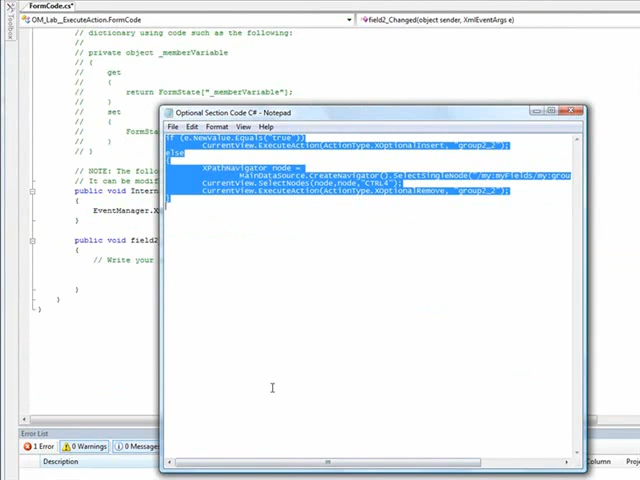 FormCode.cs*
Toolbox
OM_Lab__ExecuteAction.FormCode
field2_Changed(object sender, XmlEventArgs e)
// dictionary using code such as the following:
//
// private object _memberVariable
// {
// get
// {
// return FormState["_memberVariable"];
// }
// set
// {
// FormSta
// }
// }
// NOTE: The follo
// It can be modif
public void Intern
{
EventManager.X
}
public void field2
{
// Write your
}
}
}
Optional Section Code C# - Notepad
File Edit Format View Help
if (e.NewValue.Equals("true"))
CurrentView.ExecuteAction(ActionType.XOptionalInsert, "group2_2");
else
{
XPathNavigator node =
MainDataSource.CreateNavigator().SelectSingleNode("/my:myFields/my:grou
CurrentView.SelectNodes(node,node,"CTRL4");
CurrentView.ExecuteAction(ActionType.XOptionalRemove, "group2_2");
}
Error List
1 Error 0 Warnings 0 Messages
Description
Column Proj